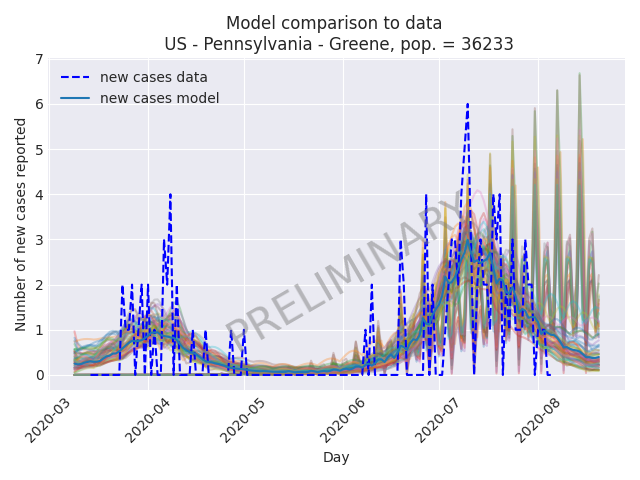 Model comparison to data
US - Pennsylvania - Greene, pop. = 36233
new cases data
new cases model
PRELIMINARY
Number of new cases reported
7
6
5
4
3
2
1
0
2020-03
2020-04
2020-05
2020-06
2020-07
2020-08
Day